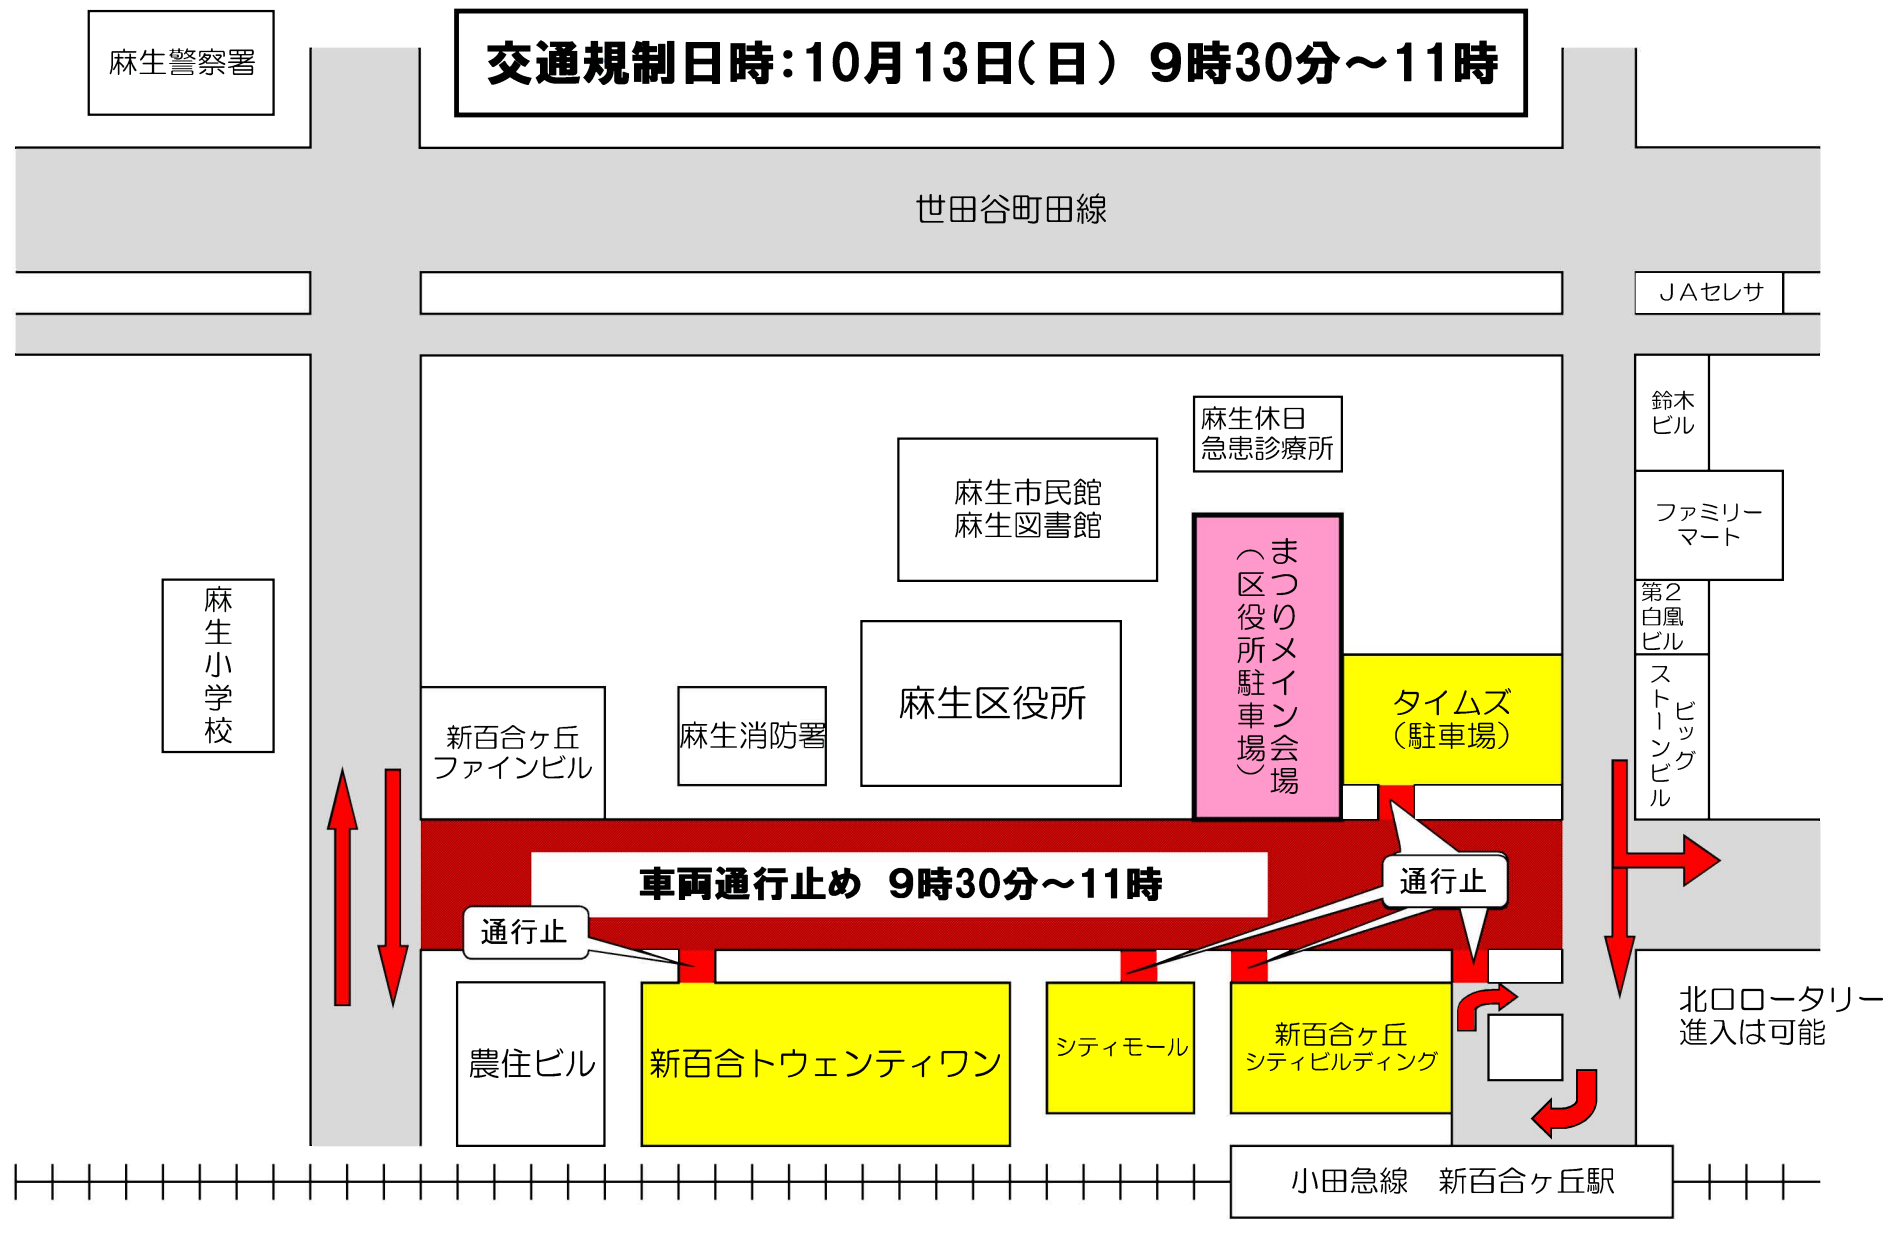 麻生警察署
交通規制日時：10月13日（日）　９時30分～11時
世田谷町田線
ＪＡセレサ
鈴木
ビル
麻生休日
急患診療所
麻生市民館
麻生図書館
ファミリー
マート
まつりメイン会場
（区役所駐車場）
麻生小学校
第２
白凰
ビル
麻生区役所
タイムズ
（駐車場）
ビッグ
ストーンビル
新百合ヶ丘
ファインビル
麻生消防署
車両通行止め　９時30分～11時
通行止
通行止
北口ロータリー
進入は可能
農住ビル
新百合トウェンティワン
シティモール
新百合ヶ丘
シティビルディング
小田急線　新百合ヶ丘駅